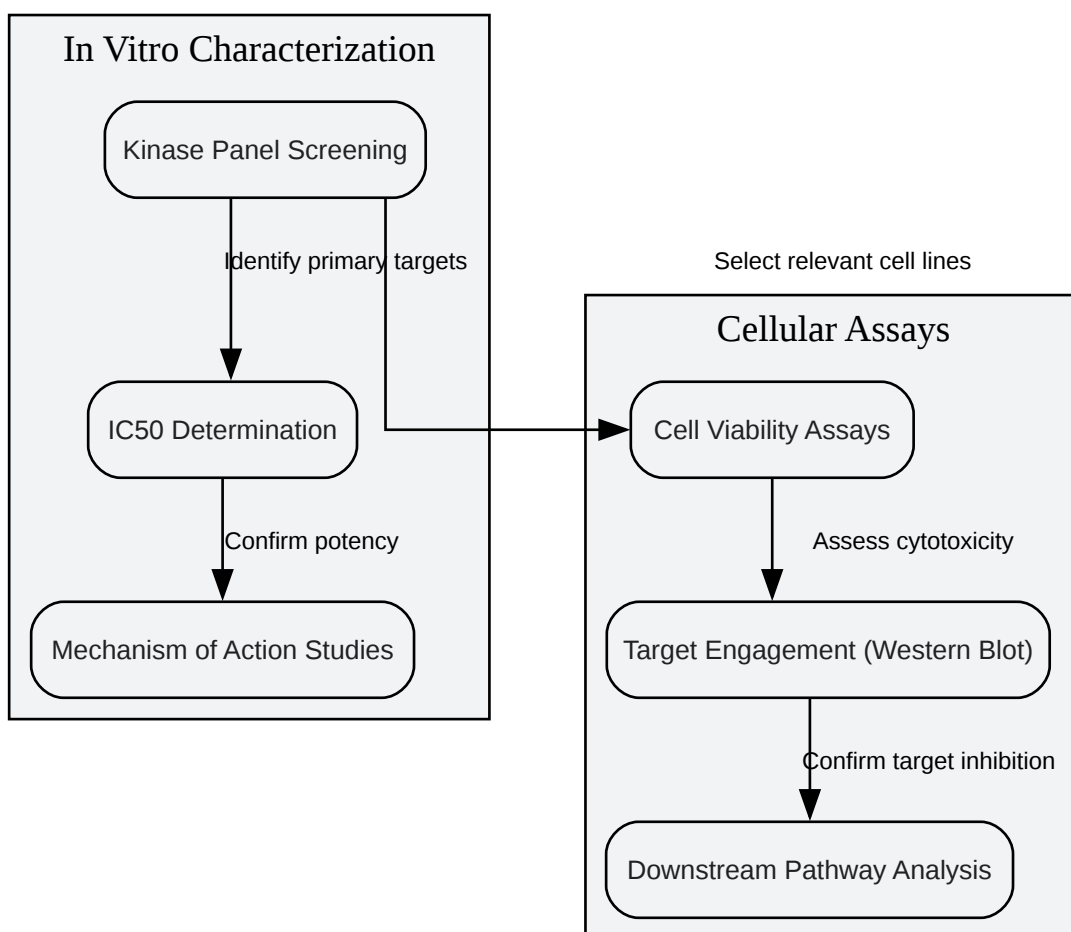 In Vitro Characterization
Kinase Panel Screening
Identify primary targets
Select relevant cell lines
Cellular Assays
IC50 Determination
Cell Viability Assays
Confirm potency
Assess cytotoxicity
Mechanism of Action Studies
Target Engagement (Western Blot)
Confirm target inhibition
Downstream Pathway Analysis